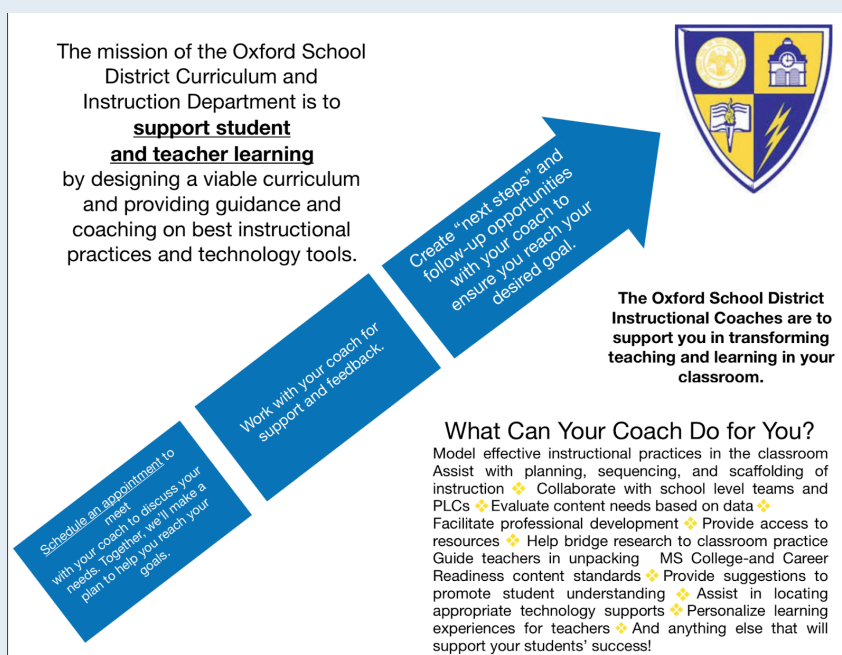 The mission of the Oxford School
District Curriculum and
Instruction Department is to
support student
and teacher learning
by designing a viable curriculum
and providing guidance and
coaching on best instructional
practices and technology tools.
Schedule an appointment to
meet
with your coach to discuss your
needs. Together, we'll make a
plan to help you reach your
goals.
Work with your coach for
support and feedback.
Create “next steps” and
follow-up opportunities
with your coach to
ensure you reach your
desired goal.
The Oxford School District
Instructional Coaches are to
support you in transforming
teaching and learning in your
classroom.
What Can Your Coach Do for You?
Model effective instructional practices in the classroom
Assist with planning, sequencing, and scaffolding of
instruction ❖ Collaborate with school level teams and
PLCs ❖ Evaluate content needs based on data ❖
Facilitate professional development ❖ Provide access to
resources ❖ Help bridge research to classroom practice
Guide teachers in unpacking MS College-and Career
Readiness content standards ❖ Provide suggestions to
promote student understanding ❖ Assist in locating
appropriate technology supports ❖ Personalize learning
experiences for teachers ❖ And anything else that will
support your students' success!